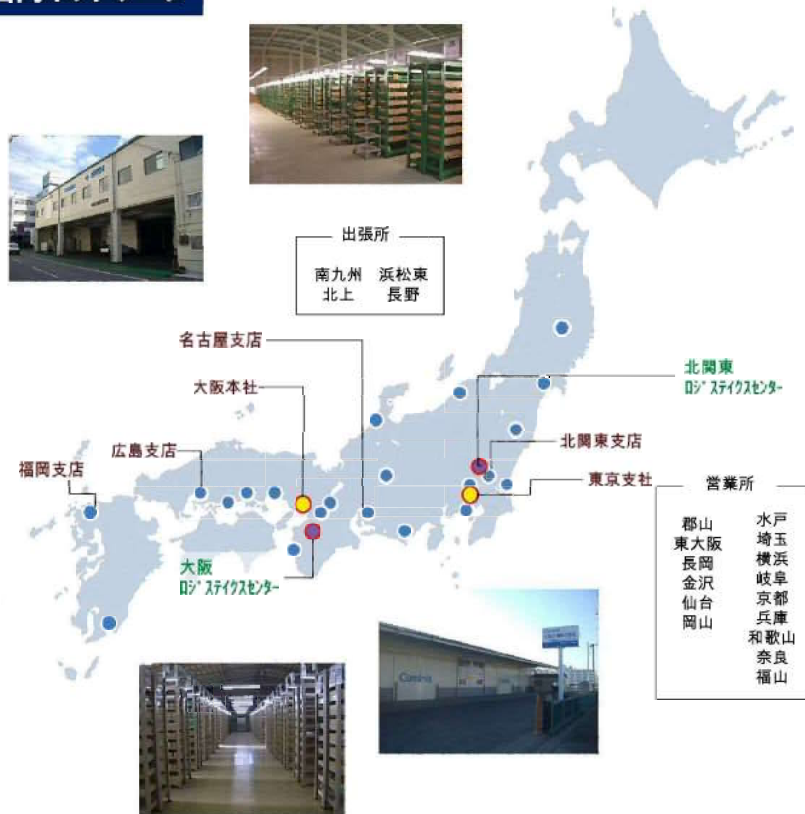 出張所
南九州 浜松東
北上 長野
名古屋支店
大阪本社
広島支店
福岡支店
大阪
ロジスティクスセンター
北関東
ロジスティクスセンター
北関東支店
東京支社
営業所
郡山
東大阪
長岡
金沢
仙台
岡山
水戸
埼玉
横浜
岐阜
京都
兵庫
和歌山
奈良
福山